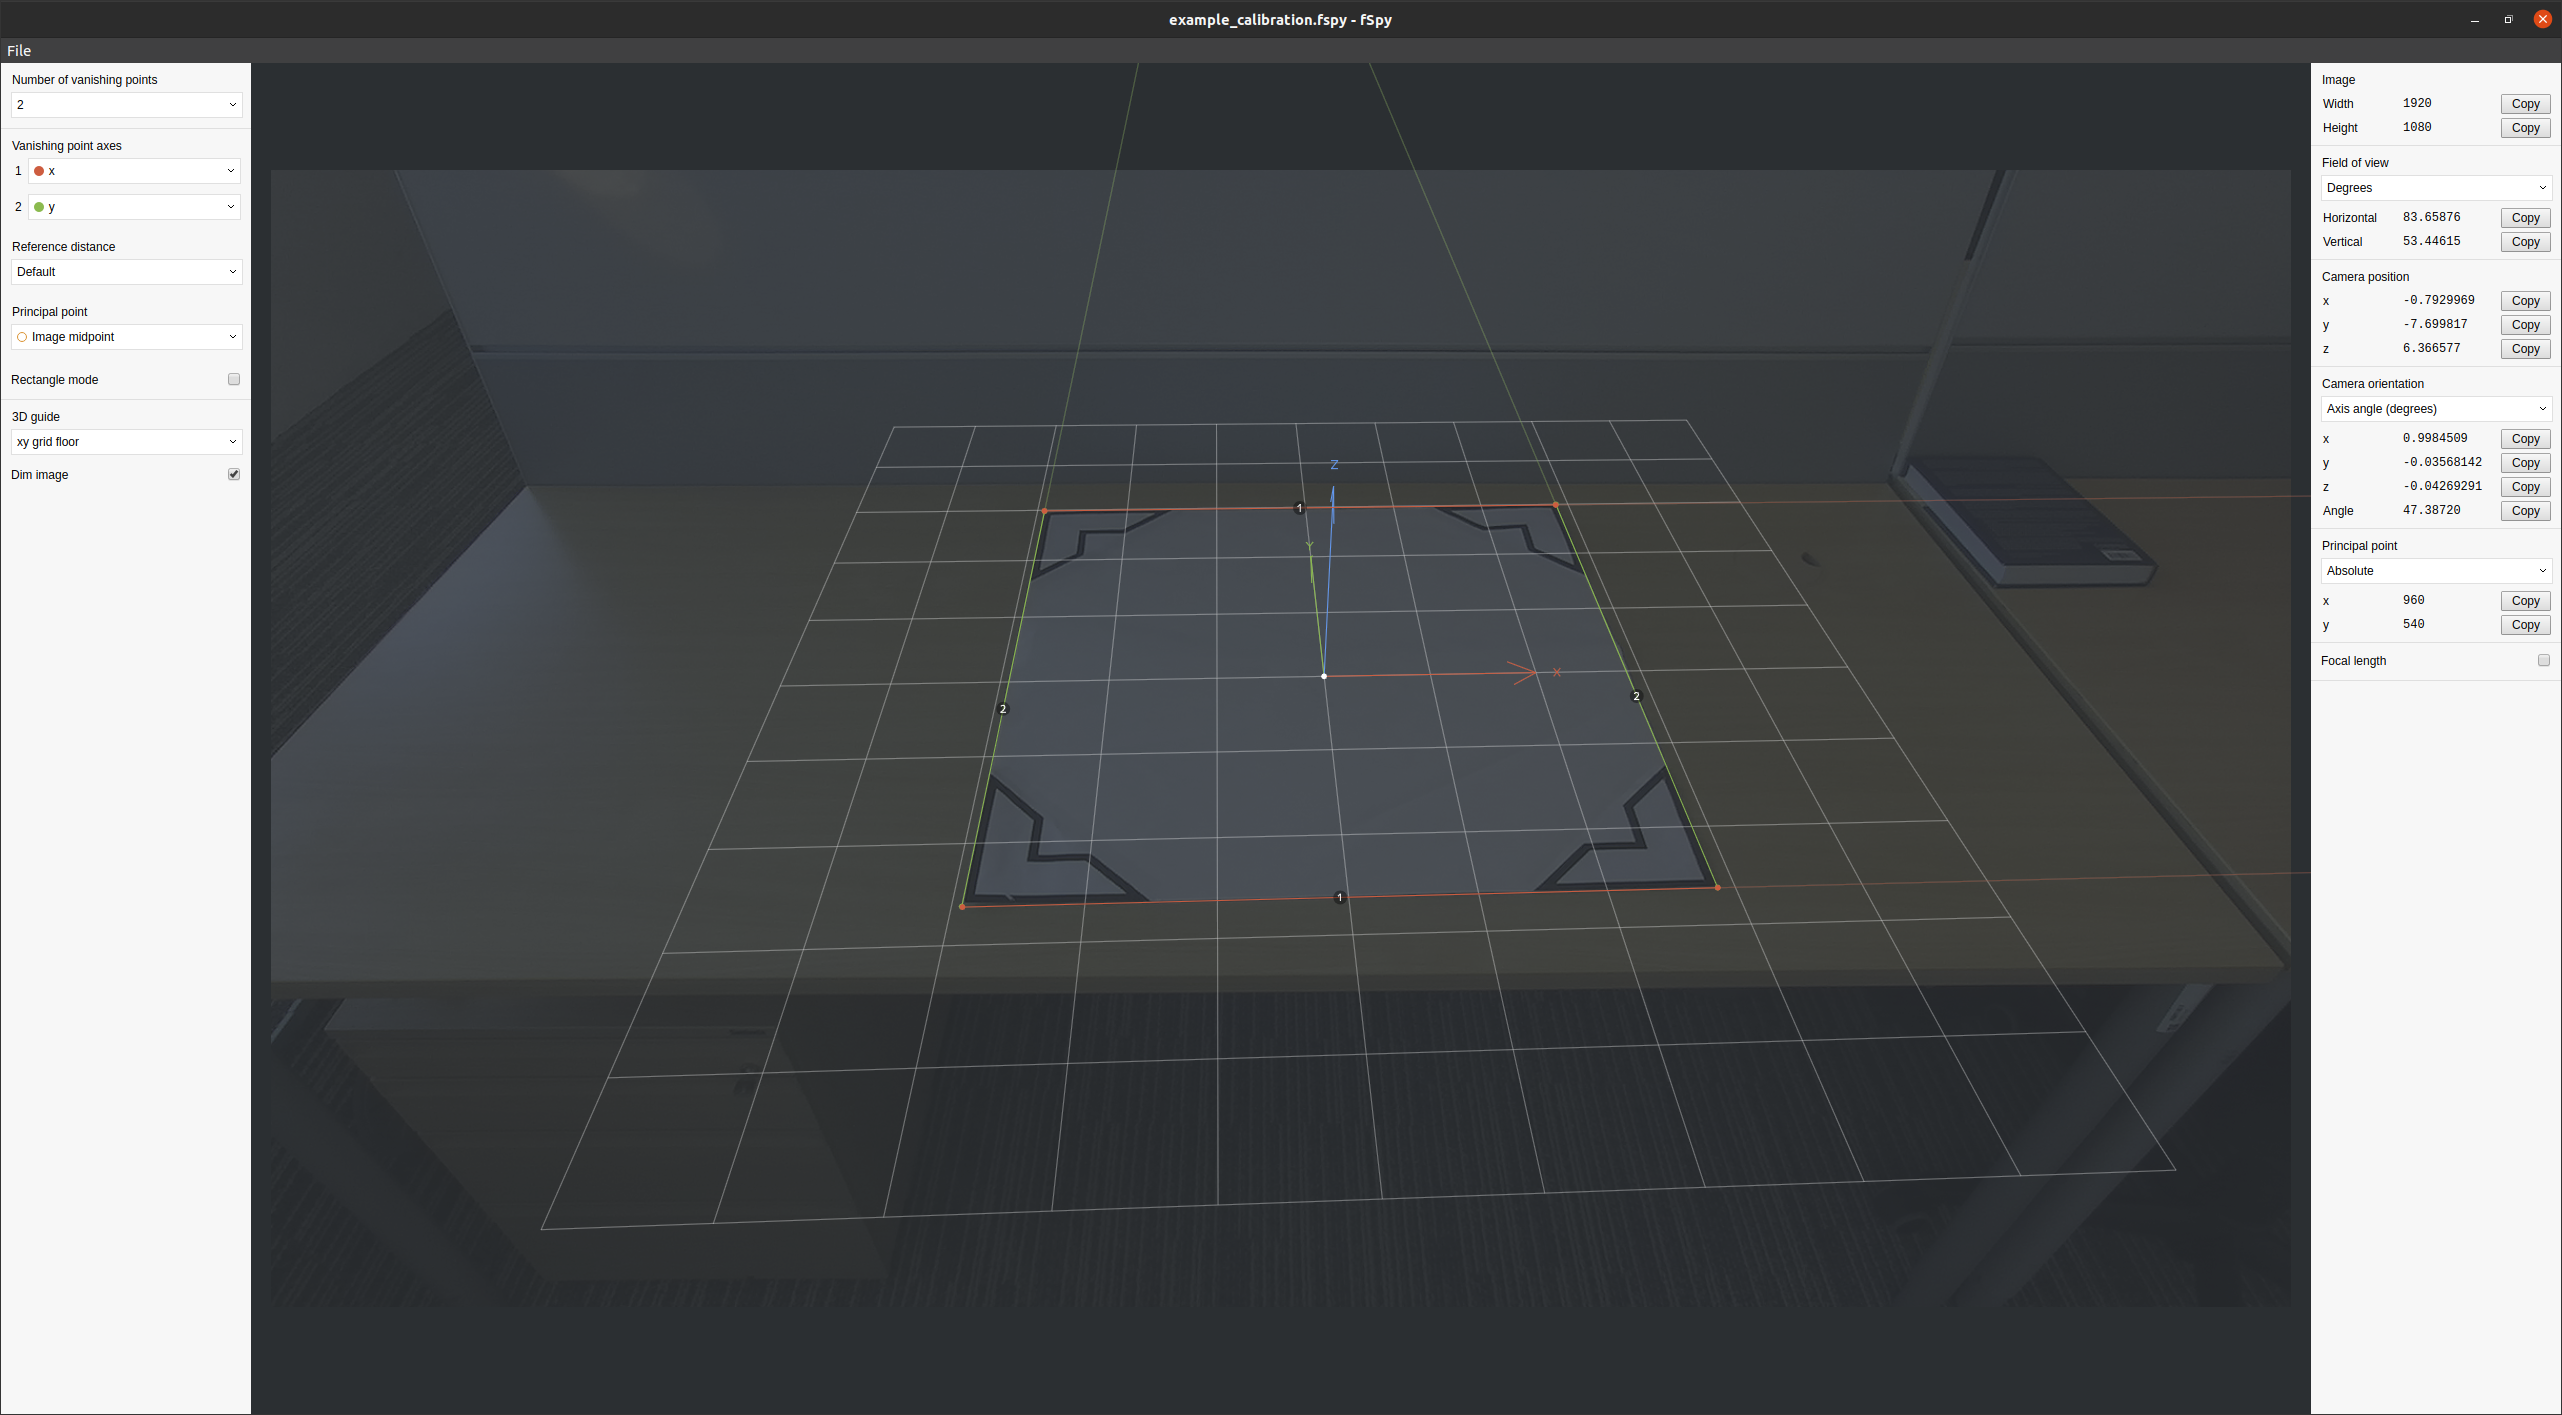 example_calibration.fspy - fSpy
File
Number of vanishing points
2
Vanishing point axes
1 x
2 y
Reference distance
Default
Principal point
Image midpoint
Rectangle mode
3D guide
xy grid floor
Dim image
Z
1
Y
X
2
2
1
Image
Width 1920 Copy
Height 1080 Copy
Field of view
Degrees
Horizontal 83.65876 Copy
Vertical 53.44615 Copy
Camera position
x -0.7929969 Copy
y -7.699817 Copy
z 6.366577 Copy
Camera orientation
Axis angle (degrees)
x 0.9984509 Copy
y -0.03568142 Copy
z -0.04269291 Copy
Angle 47.38720 Copy
Principal point
Absolute
x 960 Copy
y 540 Copy
Focal length